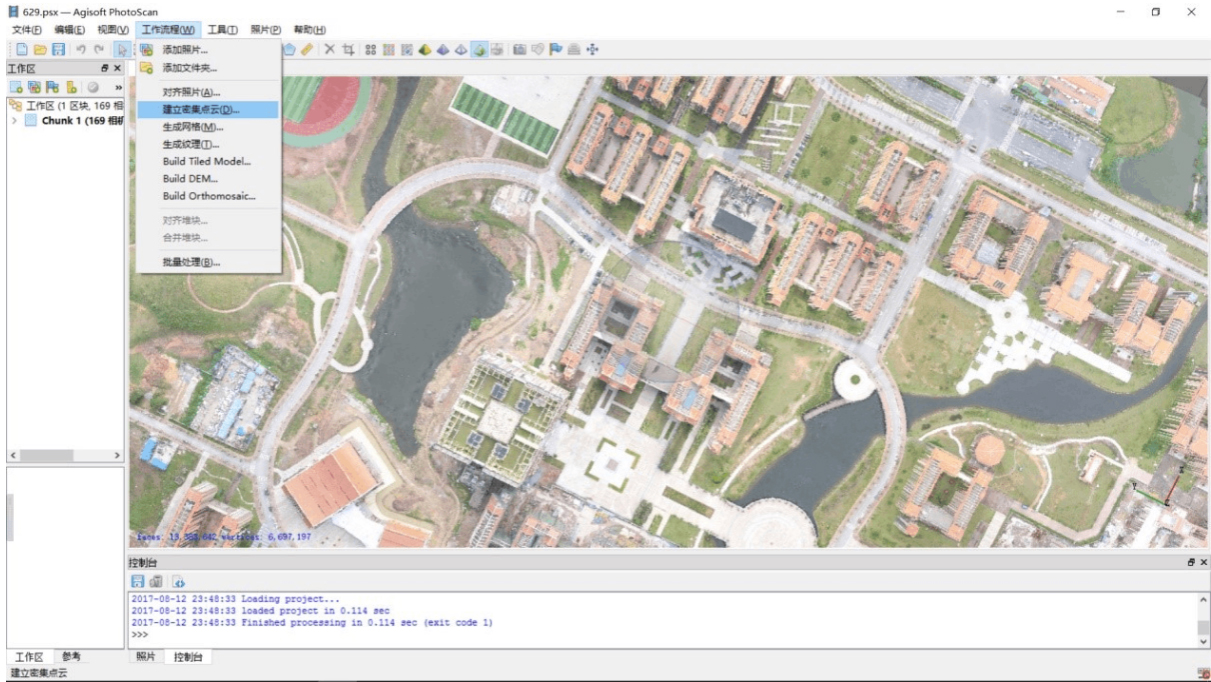 629.psx — Agisoft PhotoScan
文件(F) 编辑(E) 视图(V) 工作流程(W) 工具(T) 照片(P) 帮助(H)
添加照片...
添加文件夹...
对齐照片(A)...
建立密集点云(D)...
生成网格(M)...
生成纹理(T)...
Build Tiled Model...
Build DEM...
Build Orthomosaic...
对齐堆块...
合并堆块...
批量处理(B)...
工作区
工作区 (1 区块, 169 相
Chunk 1 (169 相机
vertices: 6,697,197
控制台
2017-08-12 23:48:33 Loading project...
2017-08-12 23:48:33 loaded project in 0.114 sec
2017-08-12 23:48:33 Finished processing in 0.114 sec (exit code 1)
>>>
工作区 参考 照片 控制台
建立密集点云